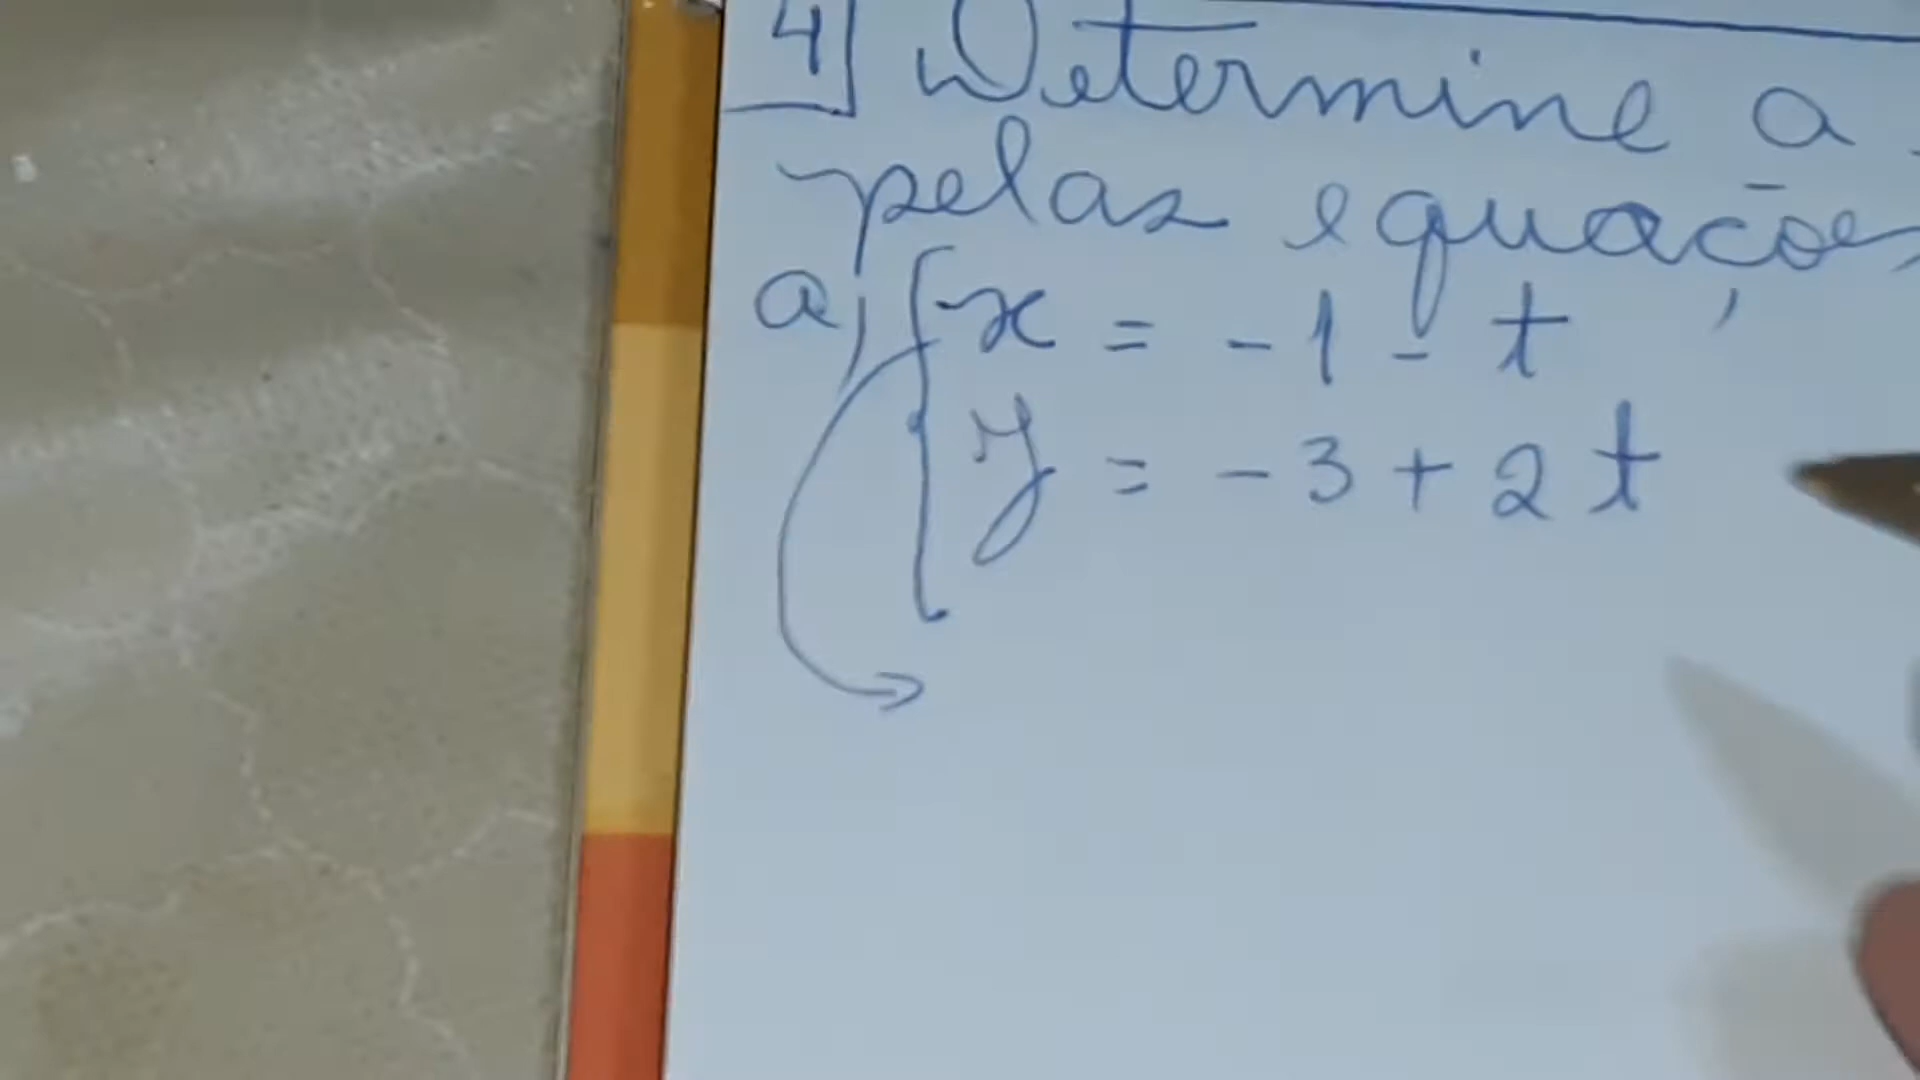 4] Determine a
pelas equações
a) { x = -1 - t ,
y = -3 + 2t